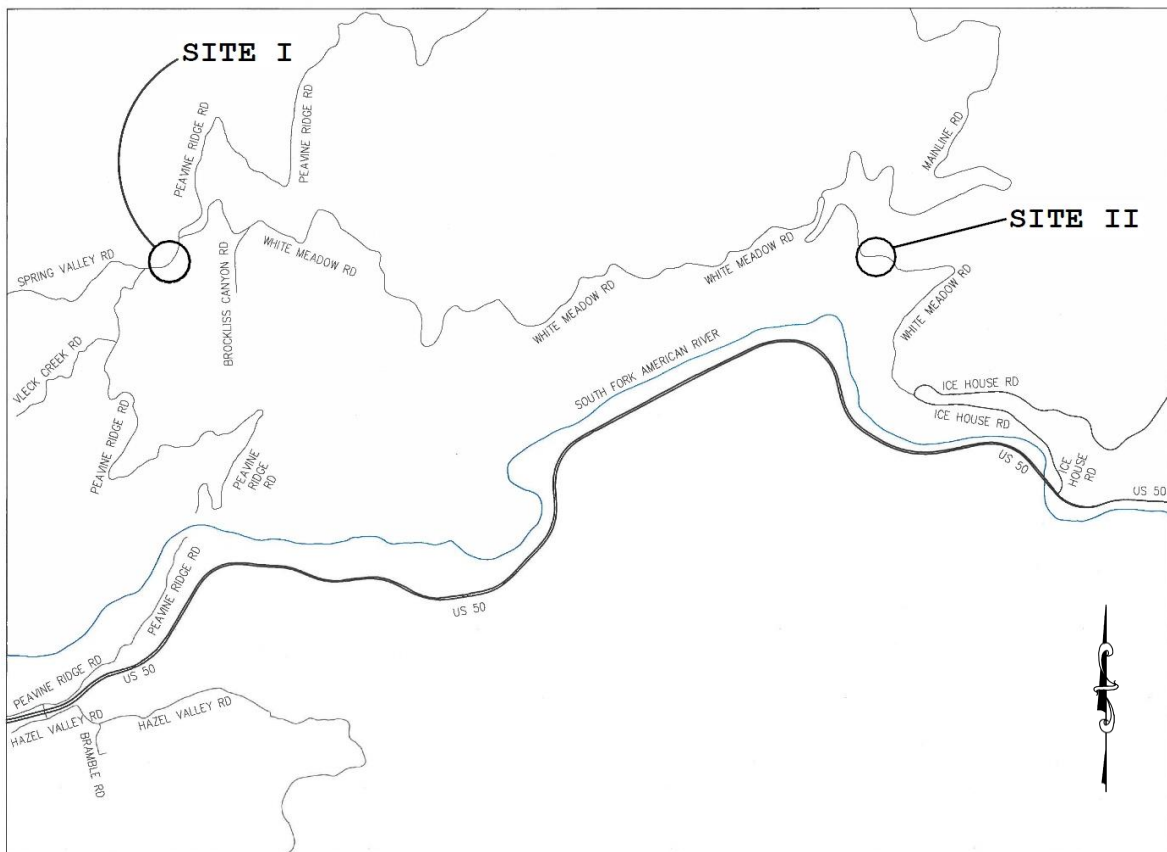 SITE I
PEAVINE RIDGE RD
PEAVINE RIDGE RD
MAINLINE RD
SITE II
SPRING VALLEY RD
BROCKLISS CANYON RD
WHITE MEADOW RD
WHITE MEADOW RD
WHITE MEADOW RD
WHITE MEADOW RD
VLECK CREEK RD
SOUTH FORK AMERICAN RIVER
PEAVINE RIDGE RD
PEAVINE
RIDGE
RD
ICE HOUSE RD
ICE HOUSE RD
ICE
HOUSE
RD
US 50
US 50
PEAVINE RIDGE RD
US 50
PEAVINE RIDGE RD
US 50
HAZEL VALLEY RD
HAZEL VALLEY RD
BRAMBLE RD